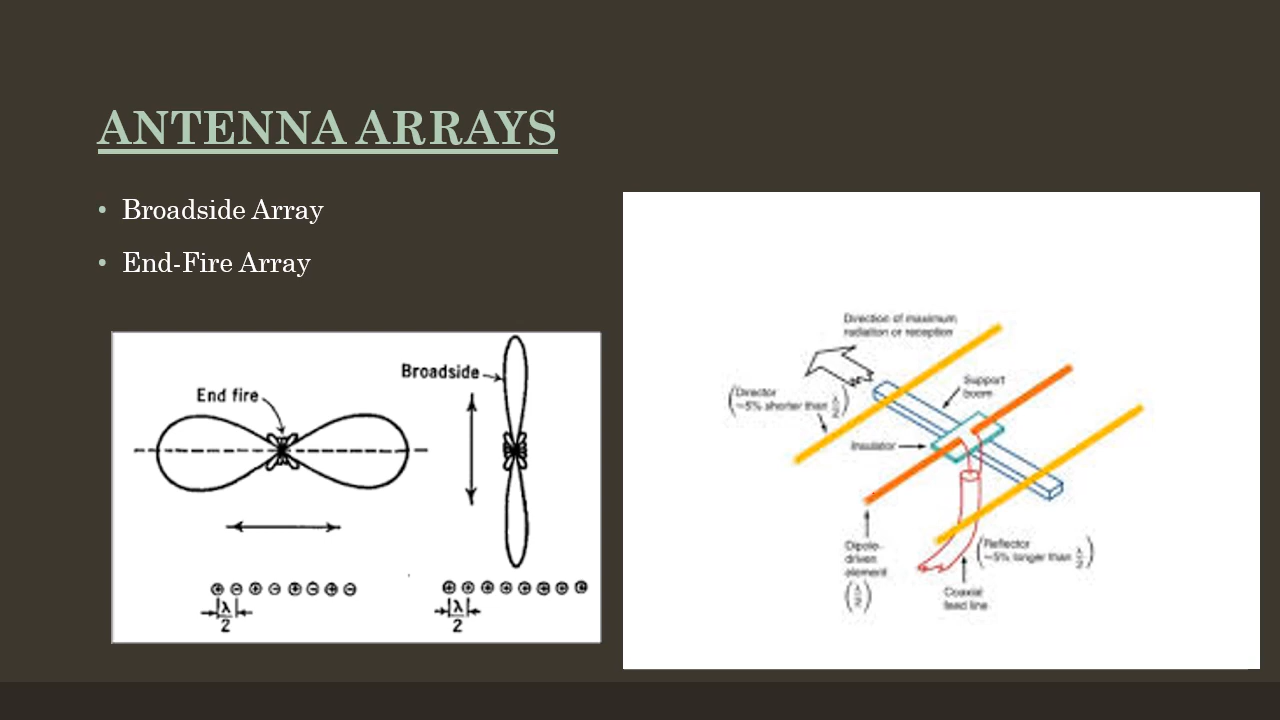 ANTENNA ARRAYS
• Broadside Array
• End-Fire Array
End fire
Broadside
λ
2
λ
2
Direction of maximum
radiation or reception
Director
~5% shorter than λ/2
Support
boom
Insulator
Dipole-
driven
element
(λ/2)
Reflector
~5% longer than λ/2
Coaxial
feed line